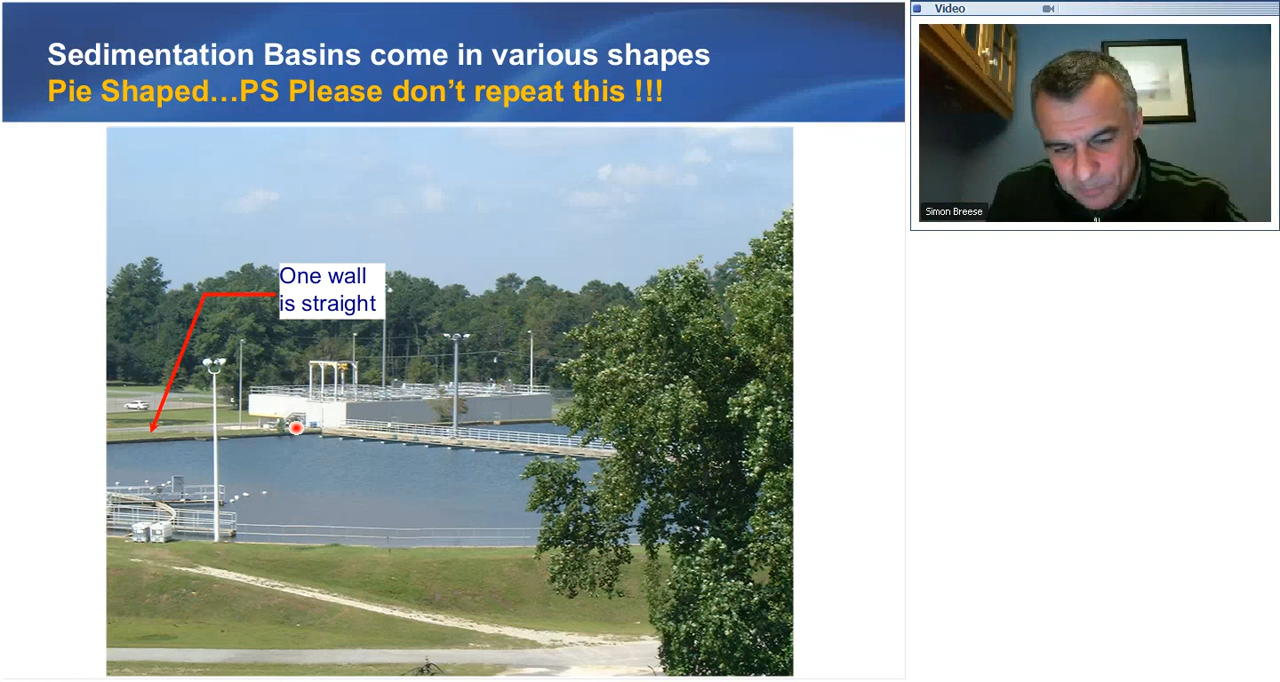 Sedimentation Basins come in various shapes
Pie Shaped…PS Please don’t repeat this !!!
One wall
is straight
Video
Simon Breese